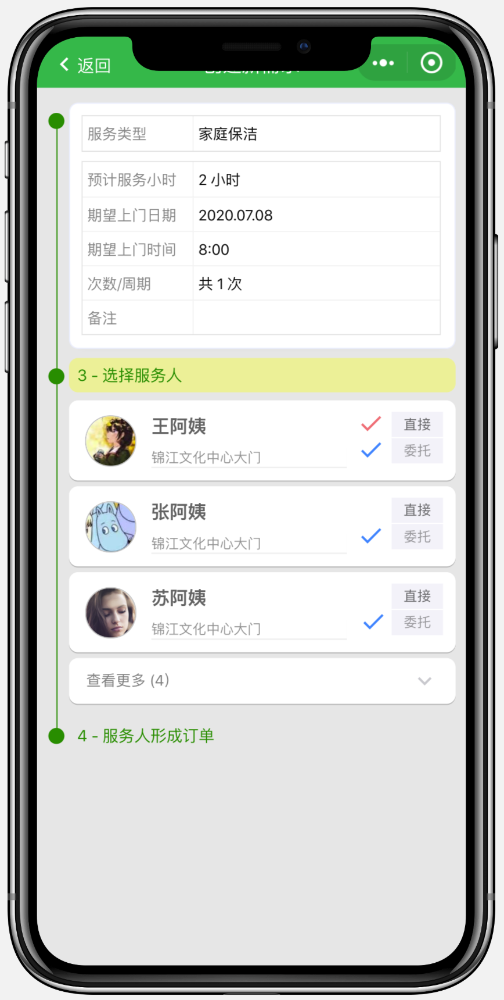 返回
服务类型 家庭保洁
预计服务小时 2 小时
期望上门日期 2020.07.08
期望上门时间 8:00
次数/周期 共 1 次
备注
3 - 选择服务人
王阿姨 直接
锦江文化中心大门 委托
张阿姨 直接
锦江文化中心大门 委托
苏阿姨 直接
锦江文化中心大门 委托
查看更多 (4)
4 - 服务人形成订单